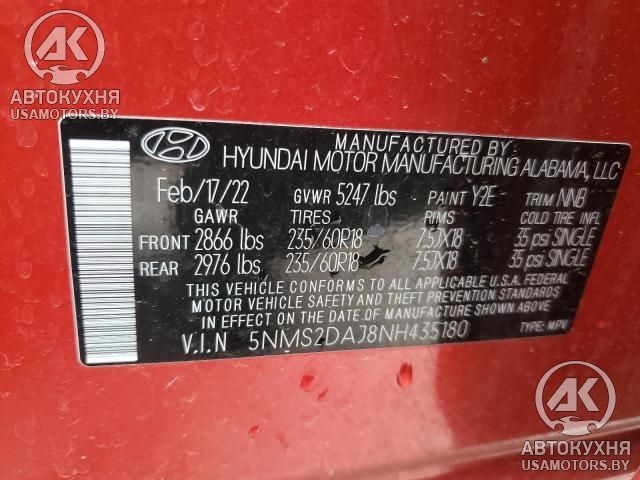 AK
АВТОКУХНЯ
USAMOTORS.BY
MANUFACTURED BY
HYUNDAI MOTOR MANUFACTURING ALABAMA, LLC
Feb/17/22 GVWR 5247 lbs PAINT Y2E TRIM NNB
GAWR TIRES RIMS COLD TIRE INFL
FRONT 2866 lbs 235/60R18 7.5JX18 35 psi SINGLE
REAR 2976 lbs 235/60R18 7.5JX18 35 psi SINGLE
THIS VEHICLE CONFORMS TO ALL APPLICABLE U.S.A. FEDERAL
MOTOR VEHICLE SAFETY AND THEFT PREVENTION STANDARDS
IN EFFECT ON THE DATE OF MANUFACTURE SHOWN ABOVE.
V.I.N 5NMS2DAJ8NH435180 TYPE: MPV
AK
АВТОКУХНЯ
USAMOTORS.BY